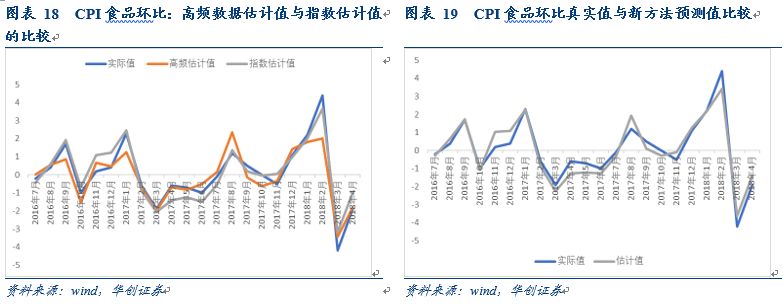 图表 18 CPI 食品环比：高频数据估计值与指数估计值的比较
实际值 高频估计值 指数估计值
5
4
3
2
1
0
-1
-2
-3
-4
-5
2016年7月
2016年8月
2016年9月
2016年10月
2016年11月
2016年12月
2017年1月
2017年2月
2017年3月
2017年4月
2017年5月
2017年6月
2017年7月
2017年8月
2017年9月
2017年10月
2017年11月
2017年12月
2018年1月
2018年2月
2018年3月
2018年4月
资料来源：wind，华创证券
图表 19 CPI 食品环比真实值与新方法预测值比较
5
4
3
2
1
0
-1
-2
-3
-4
-5
2016年7月
2016年8月
2016年9月
2016年10月
2016年11月
2016年12月
2017年1月
2017年2月
2017年3月
2017年4月
2017年5月
2017年6月
2017年7月
2017年8月
2017年9月
2017年10月
2017年11月
2017年12月
2018年1月
2018年2月
2018年3月
2018年4月
实际值 估计值
资料来源：wind，华创证券